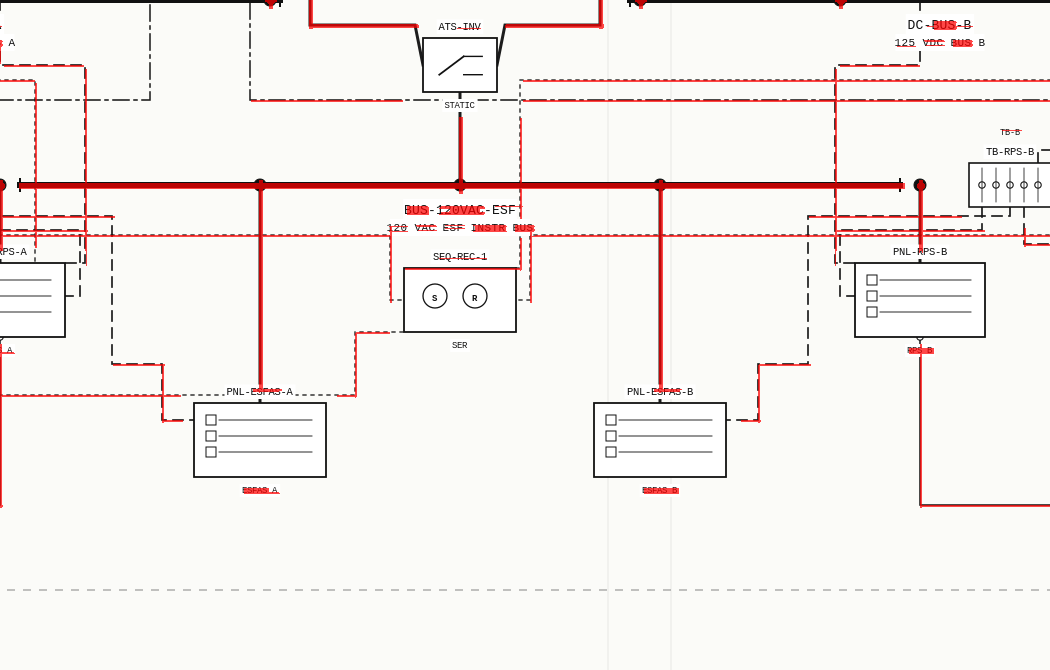 ATS-INV
DC-BUS-B
A
125 VDC BUS B
STATIC
TB-B
TB-RPS-B
BUS-120VAC-ESF
120 VAC ESF INSTR BUS
RPS-A
SEQ-REC-1
PNL-RPS-B
S R
SER
A
RPS B
PNL-ESFAS-A
PNL-ESFAS-B
ESFAS A
ESFAS B